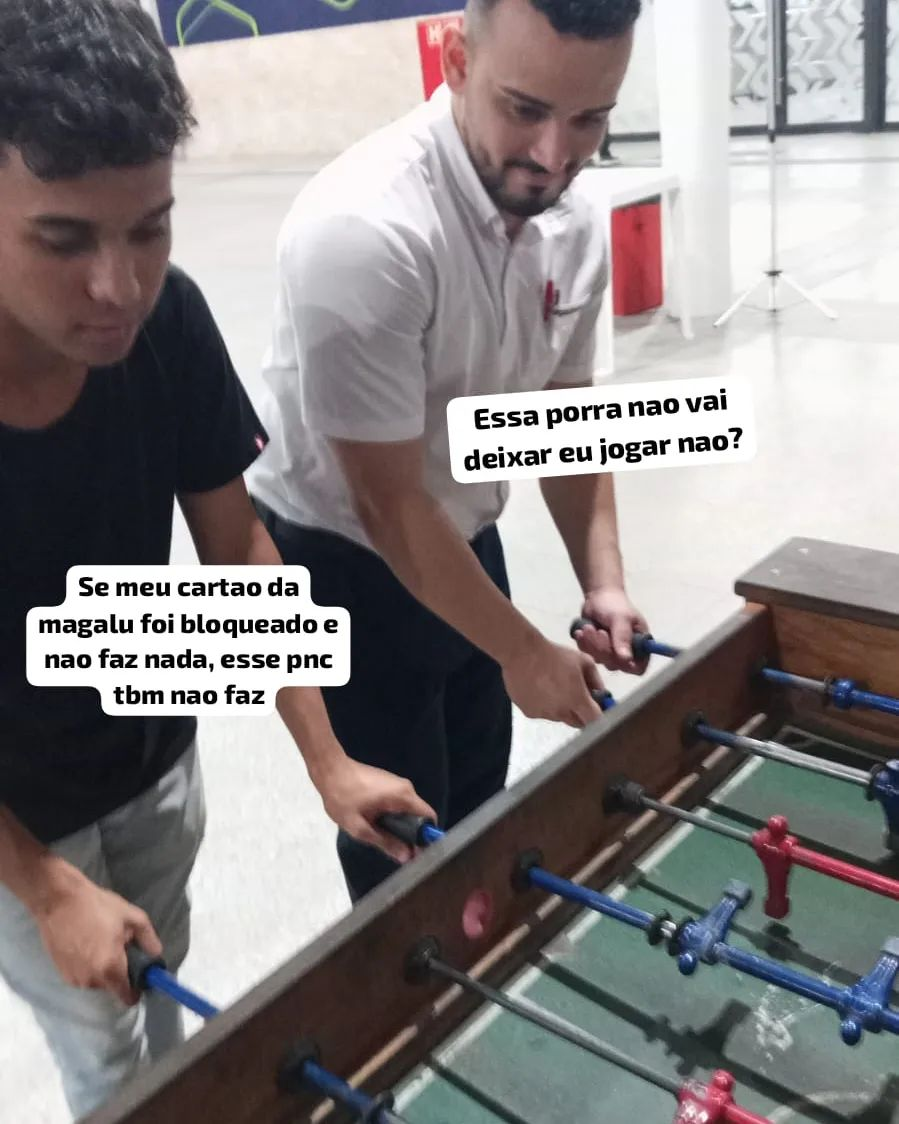 Essa porra nao vai
deixar eu jogar nao?
Se meu cartao da
magalu foi bloqueado e
nao faz nada, esse pnc
tbm nao faz